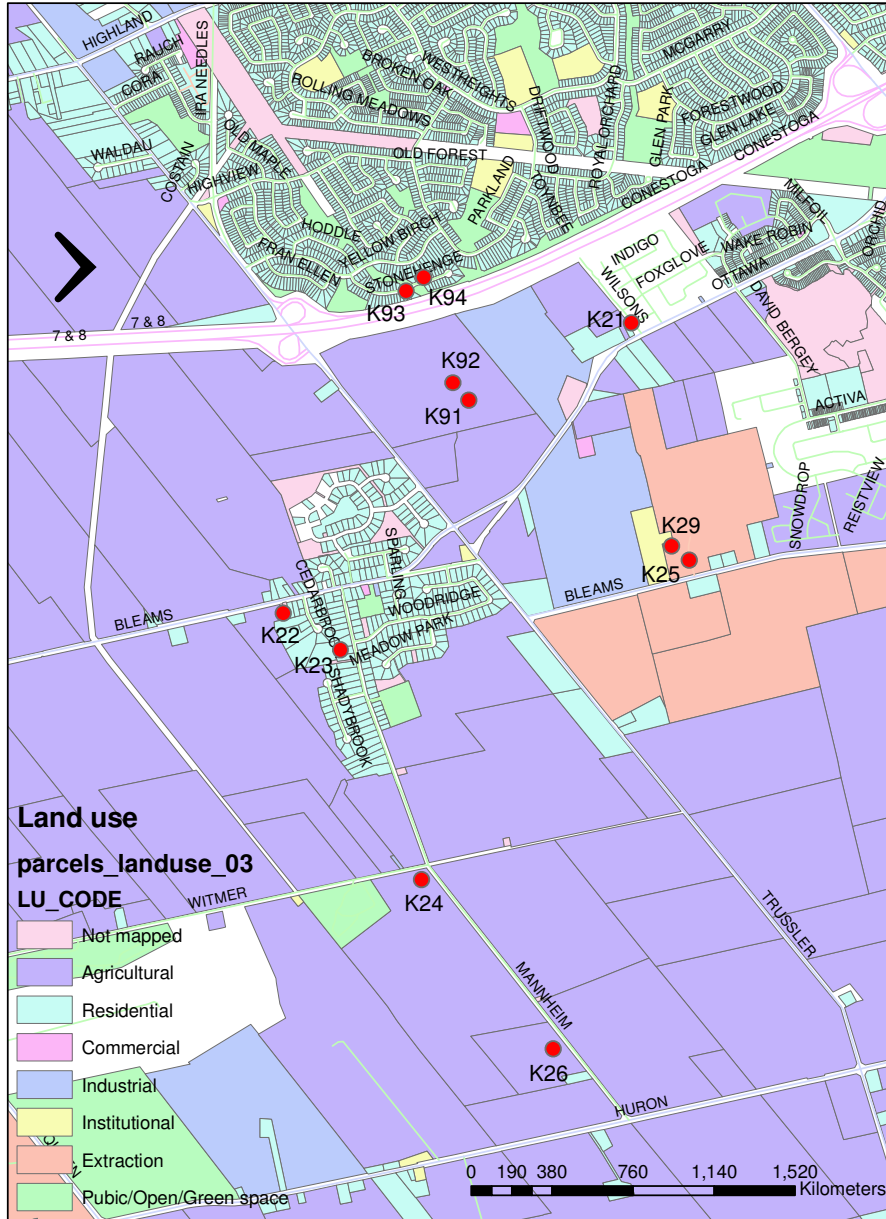 HIGHLAND
RAUCH
CORA
IRA NEEDLES
BROKEN OAK
WESTHEIGHTS
MCGARRY
ROLLING MEADOWS
DRIFTWOOD
ROYAL ORCHARD
GLEN PARK
FORESTWOOD
GLEN LAKE
WALDAU
COSTAIN
OLD MAPLE
OLD FOREST
CONESTOGA
CONESTOGA
HIGHVIEW
PARKLAND
TOYNBEE
HODDLE
YELLOW BIRCH
FRAN ELLEN
STONEHENGE
MILFOIL
WAKE ROBIN
ORCHID
INDIGO
FOXGLOVE
WILSONS
OTTAWA
K94
K93
K21
7 & 8
7 & 8
DAVID BERGEY
K92
K91
ACTIVA
SNOWDROP
REISTVIEW
K29
K25
SPARLING
CEDARBROOK
BLEAMS
BLEAMS
WOODRIDGE
K22
K23
MEADOW PARK
SHADYBROOK
WITMER
K24
TRUSSLER
MANNHEIM
K26
HURON
Land use
parcels_landuse_03
LU_CODE
Not mapped
Agricultural
Residential
Commercial
Industrial
Institutional
Extraction
Pubic/Open/Green space
0 190 380 760 1,140 1,520
Kilometers